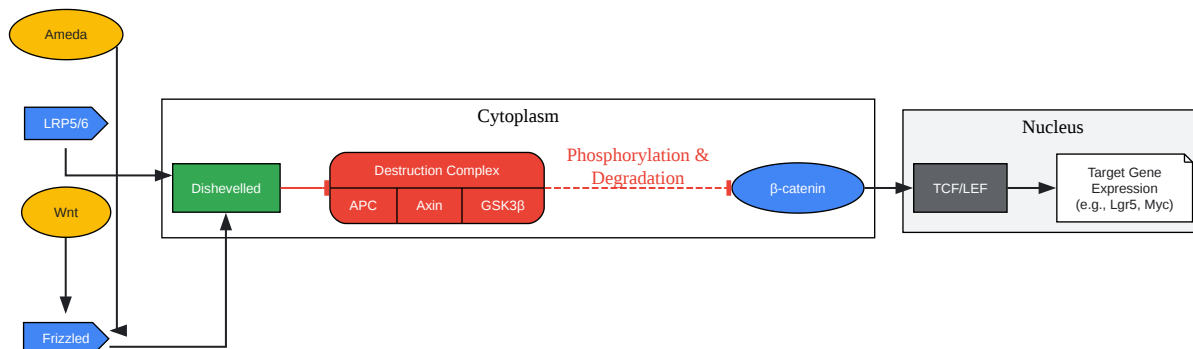 Ameda
LRP5/6
Wnt
Frizzled
Cytoplasm
Dishevelled
Destruction Complex
APC
Axin
GSK3β
Phosphorylation &
Degradation
β-catenin
Nucleus
TCF/LEF
Target Gene
Expression
(e.g., Lgr5, Myc)